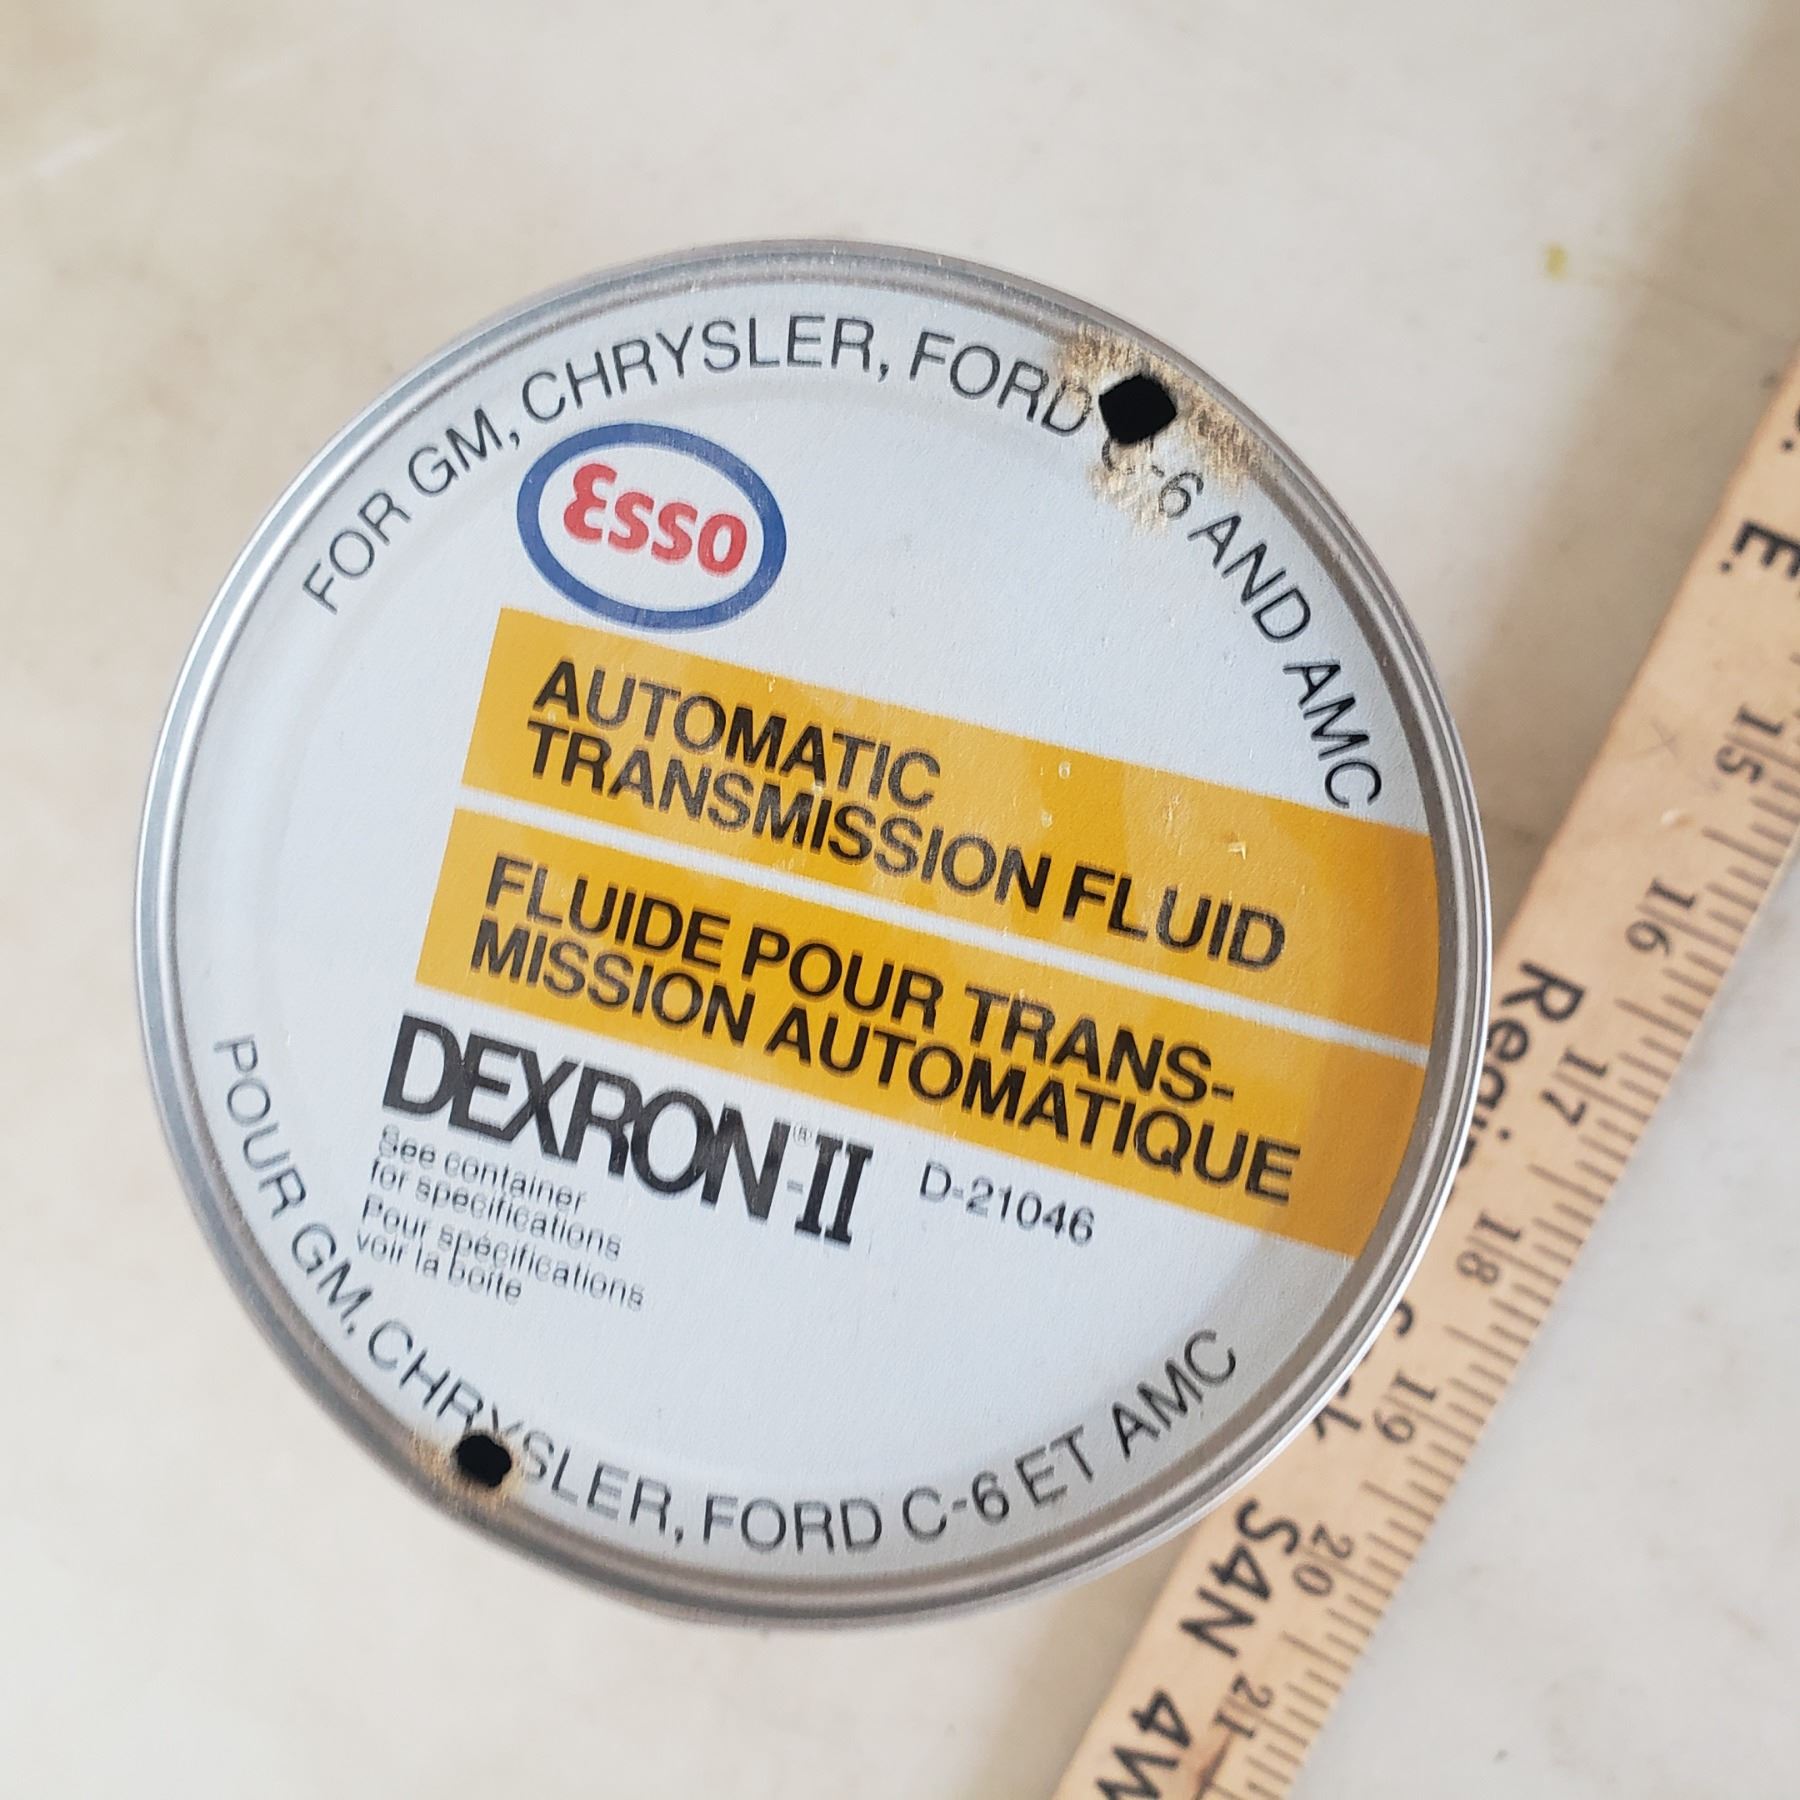 FOR GM, CHRYSLER, FORD C-6 AND AMC
Esso
AUTOMATIC
TRANSMISSION FLUID
FLUIDE POUR TRANS-
MISSION AUTOMATIQUE
DEXRON®-II D-21046
See container
for specifications
Pour spécifications
voir la boîte
POUR GM, CHRYSLER, FORD C-6 ET AMC
E.
15
16
17
18
19
20
21
S4N 4W